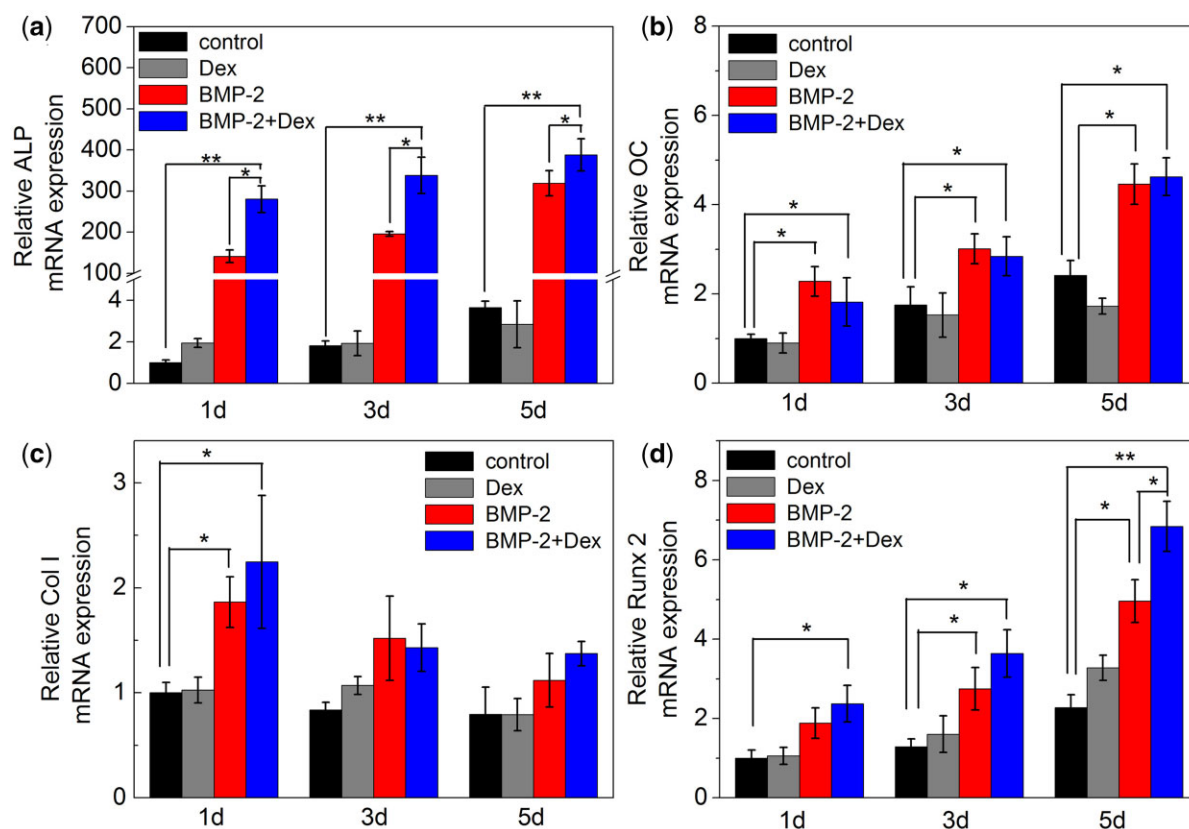 (a)
Relative ALP
mRNA expression
700
600
500
400
300
200
100
4
2
0
control
Dex
BMP-2
BMP-2+Dex
**
*
**
*
**
*
1d 3d 5d
(b)
Relative OC
mRNA expression
8
6
4
2
0
control
Dex
BMP-2
BMP-2+Dex
*
*
*
*
*
*
1d 3d 5d
(c)
Relative Col I
mRNA expression
3
2
1
0
control
Dex
BMP-2
BMP-2+Dex
*
*
1d 3d 5d
(d)
Relative Runx 2
mRNA expression
8
6
4
2
0
control
Dex
BMP-2
BMP-2+Dex
*
*
*
**
*
*
1d 3d 5d